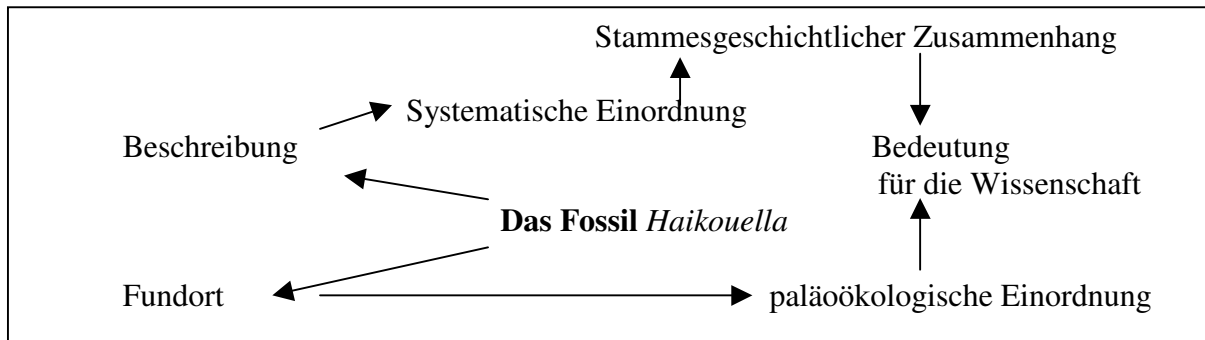 Stammesgeschichtlicher Zusammenhang
Systematische Einordnung
Beschreibung
Bedeutung
für die Wissenschaft
Das Fossil Haikouella
Fundort
paläoökologische Einordnung